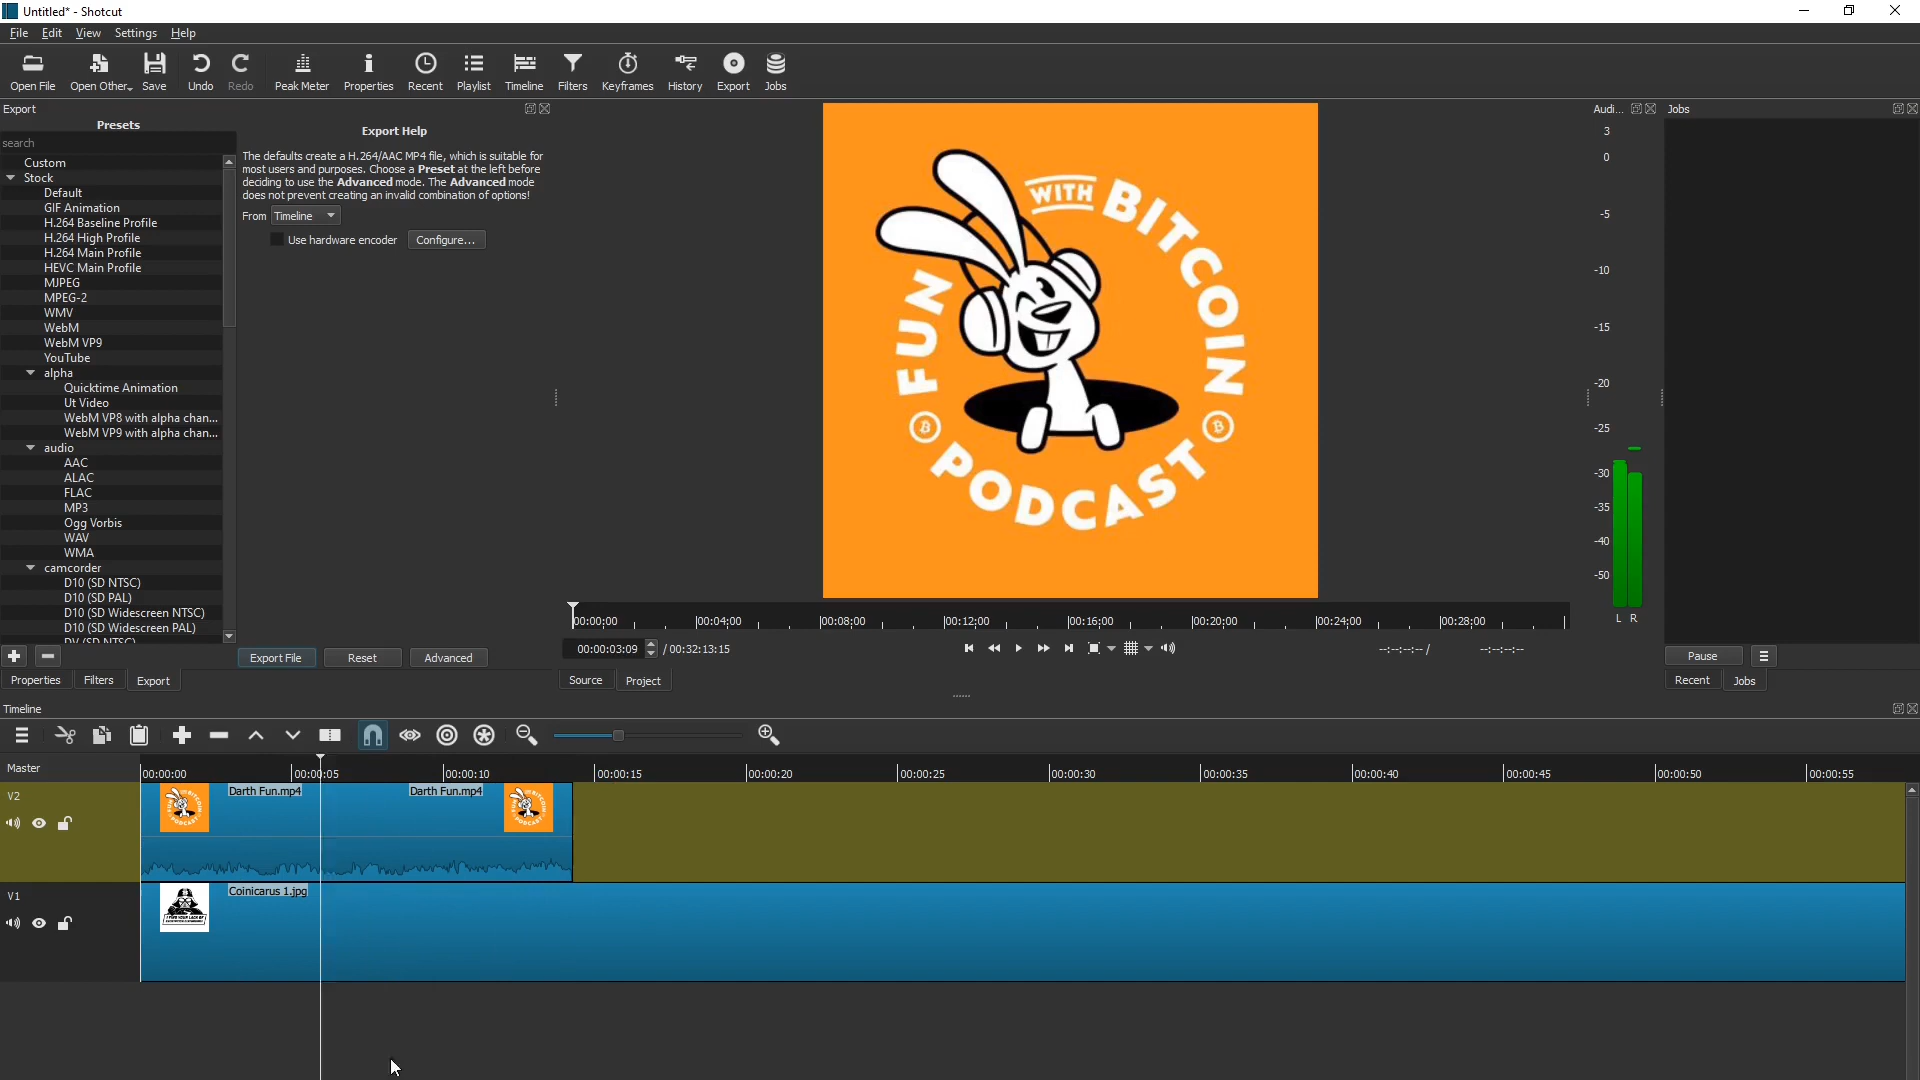 Untitled* - Shotcut
File Edit View Settings Help
Open File Open Other.. Save Undo Redo Peak Meter Properties Recent Playlist Timeline Filters Keyframes History Export Jobs
Export
Presets
search
Custom
Stock
Default
GIF Animation
H.264 Baseline Profile
H.264 High Profile
H.264 Main Profile
HEVC Main Profile
MJPEG
MPEG-2
WMV
WebM
WebM VP9
YouTube
alpha
Quicktime Animation
Ut Video
WebM VP8 with alpha chan...
WebM VP9 with alpha chan...
audio
AAC
ALAC
FLAC
MP3
Ogg Vorbis
WAV
WMA
camcorder
D10 (SD NTSC)
D10 (SD PAL)
D10 (SD Widescreen NTSC)
D10 (SD Widescreen PAL)
DV (SD NTSC)
Export Help
The defaults create a H.264/AAC MP4 file, which is suitable for
most users and purposes. Choose a Preset at the left before
deciding to use the Advanced mode. The Advanced mode
does not prevent creating an invalid combination of options!
From Timeline
Use hardware encoder Configure...
Export File Reset Advanced
Properties Filters Export
FUN WITH BITCOIN
PODCAST
00:00:00 00:04:00 00:08:00 00:12:00 00:16:00 00:20:00 00:24:00 00:28:00
00:00:03:09 / 00:32:13:15
--:--:--:-- / --:--:--:--
Source Project
Audi...
3
0
-5
-10
-15
-20
-25
-30
-35
-40
-50
L R
Jobs
Pause
Recent Jobs
Timeline
Master
00:00:00 00:00:05 00:00:10 00:00:15 00:00:20 00:00:25 00:00:30 00:00:35 00:00:40 00:00:45 00:00:50 00:00:55
V2
Darth Fun.mp4 Darth Fun.mp4
V1
Coinicarus 1.jpg